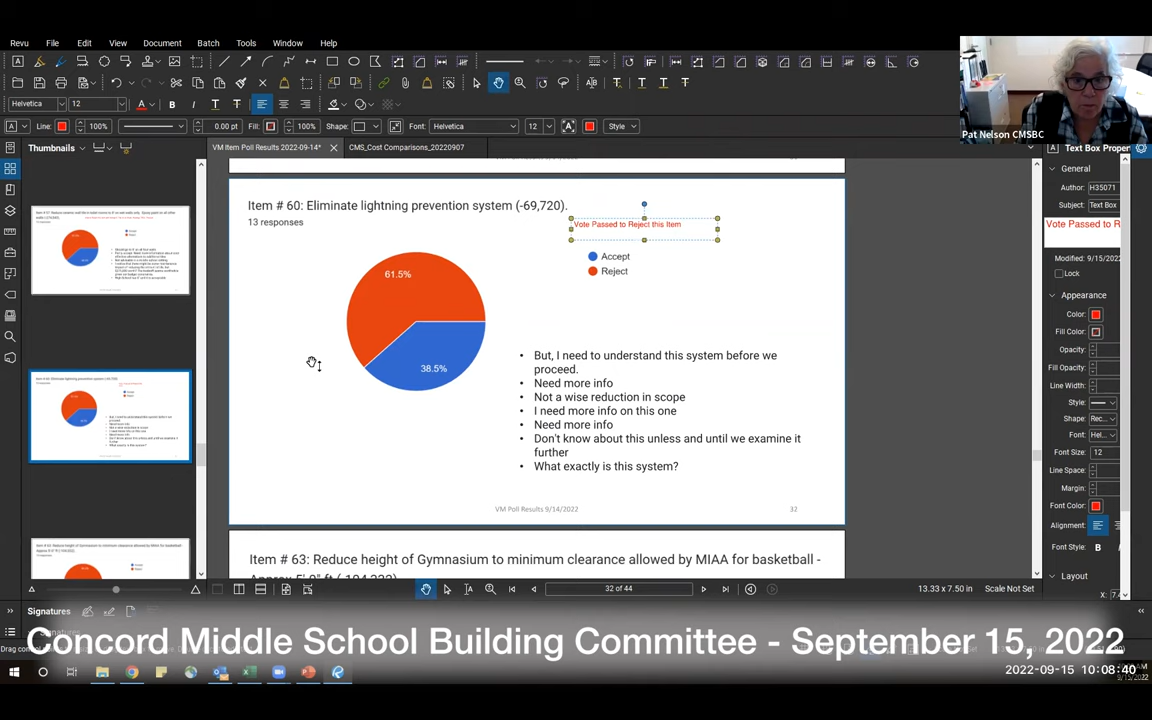 Revu File Edit View Document Batch Tools Window Help
Helvetica 12
Line: 100% 0.00 pt Fill: 100% Shape: Font: Helvetica 12 Style
Pat Nelson CMSBC
Thumbnails
VM Item Poll Results 2022-09-14*
CMS_Cost Comparisons_20220907
Text Box Prope
Item # 60: Eliminate lightning prevention system (-69,720).
13 responses
Vote Passed to Reject this Item
Accept
Reject
61.5%
38.5%
• But, I need to understand this system before we
proceed.
• Need more info
• Not a wise reduction in scope
• I need more info on this one
• Need more info
• Don't know about this unless and until we examine it
further
• What exactly is this system?
VM Poll Results 9/14/2022
32
Item # 63: Reduce height of Gymnasium to minimum clearance allowed by MIAA for basketball -
General
Author: H35071
Subject: Text Box
Vote Passed to R
Modified: 9/15/2022
Lock
Appearance
Color:
Fill Color:
Opacity:
Fill Opacity:
Line Width:
Style:
Shape: Rec...
Font: Hel...
Font Size: 12
Line Space:
Margin:
Font Color:
Alignment:
Font Style: B
Layout
32 of 44
13.33 x 7.50 in
Scale Not Set
Signatures
Concord Middle School Building Committee - September 15, 2022
2022-09-15 10:08:40